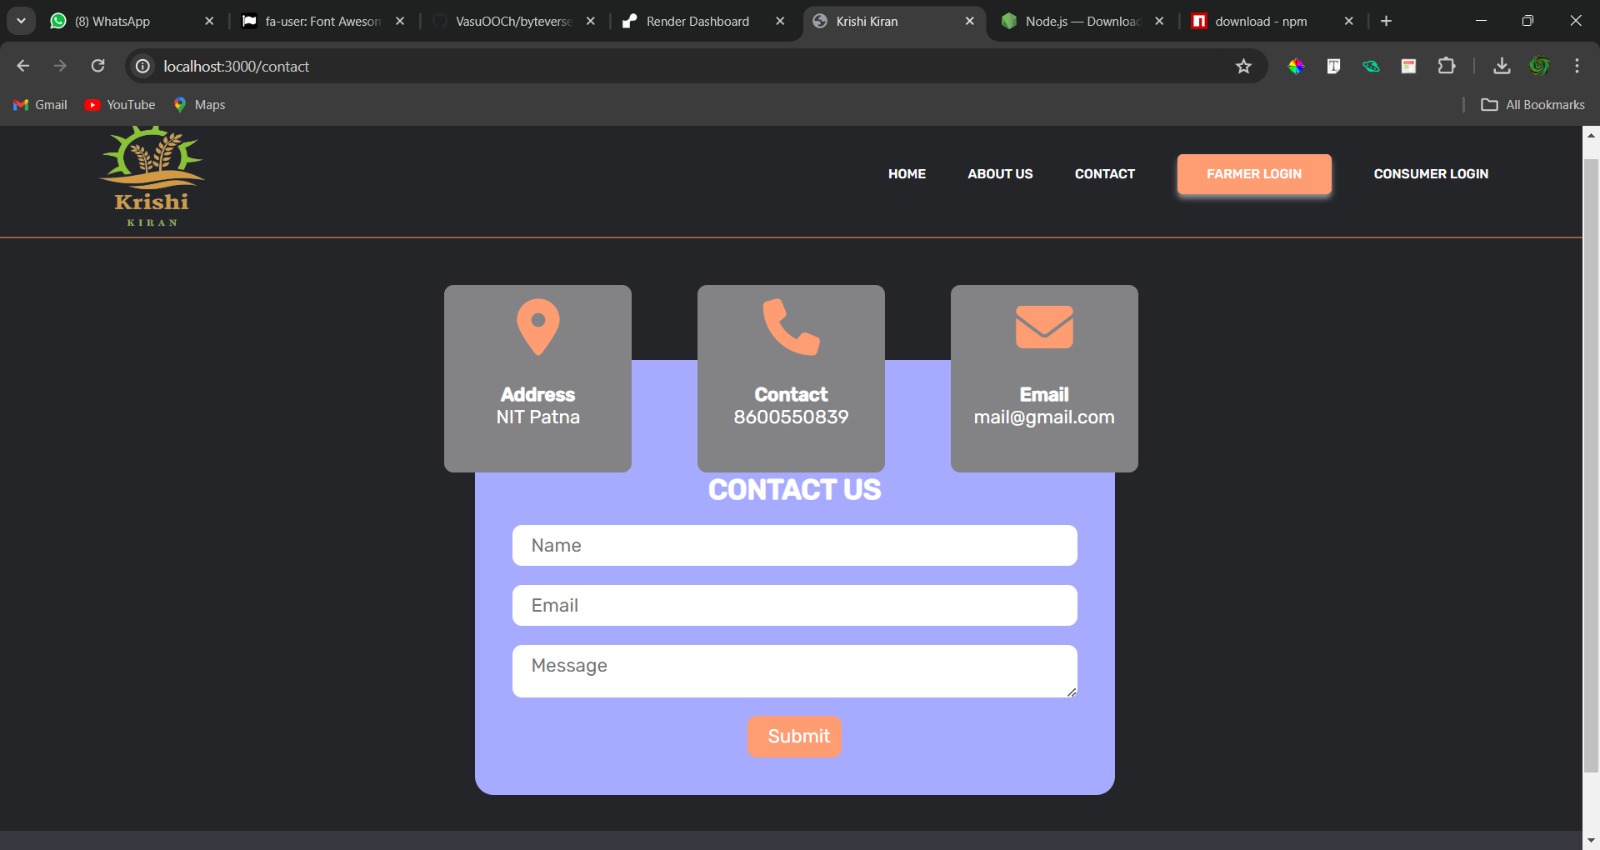 (8) WhatsApp
fa-user: Font Awesom
VasuOOCh/byteverse
Render Dashboard
Krishi Kiran
Node.js — Download
download - npm
localhost:3000/contact
Gmail
YouTube
Maps
All Bookmarks
Krishi
KIRAN
HOME
ABOUT US
CONTACT
FARMER LOGIN
CONSUMER LOGIN
Address
NIT Patna
Contact
8600550839
Email
mail@gmail.com
CONTACT US
Name
Email
Message
Submit